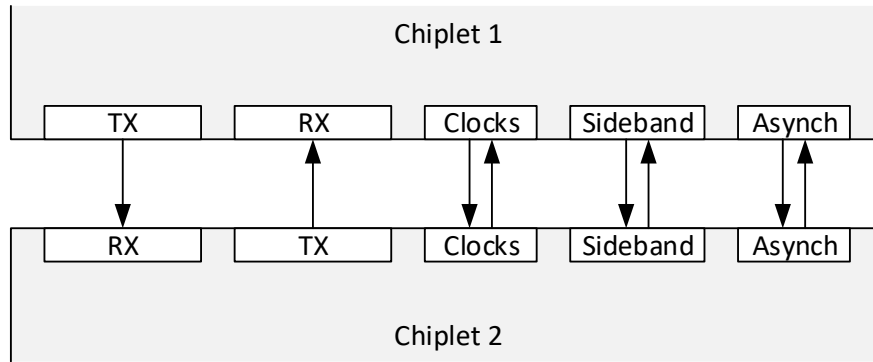 Chiplet 1
TX RX Clocks Sideband Asynch
RX TX Clocks Sideband Asynch
Chiplet 2